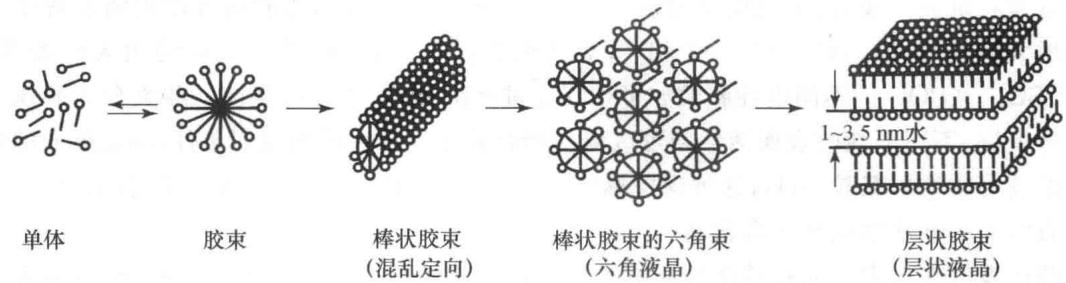 1~3.5 nm水
单体
胶束
棒状胶束
(混乱定向)
棒状胶束的六角束
(六角液晶)
层状胶束
(层状液晶)